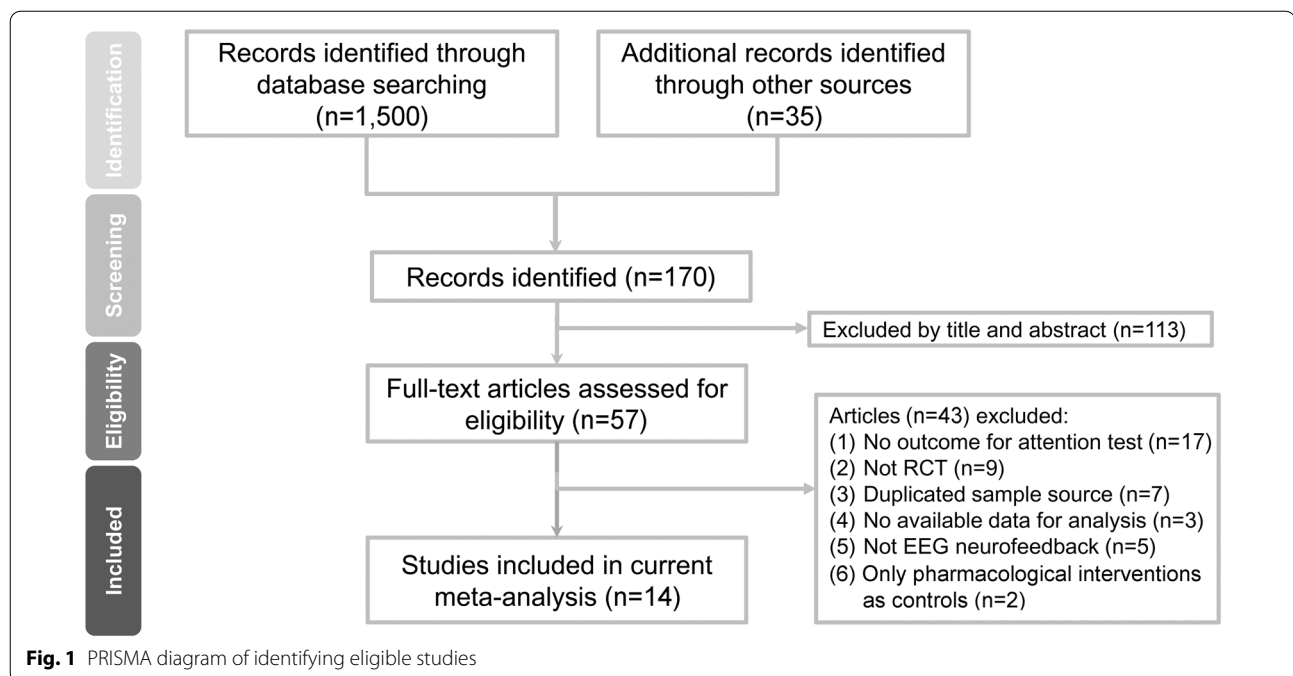 Identification
Records identified through
database searching
(n=1,500)
Additional records identified
through other sources
(n=35)
Screening
Records identified (n=170)
Excluded by title and abstract (n=113)
Eligibility
Full-text articles assessed for
eligibility (n=57)
Articles (n=43) excluded:
(1) No outcome for attention test (n=17)
(2) Not RCT (n=9)
(3) Duplicated sample source (n=7)
(4) No available data for analysis (n=3)
(5) Not EEG neurofeedback (n=5)
(6) Only pharmacological interventions
as controls (n=2)
Included
Studies included in current
meta-analysis (n=14)
Fig. 1 PRISMA diagram of identifying eligible studies